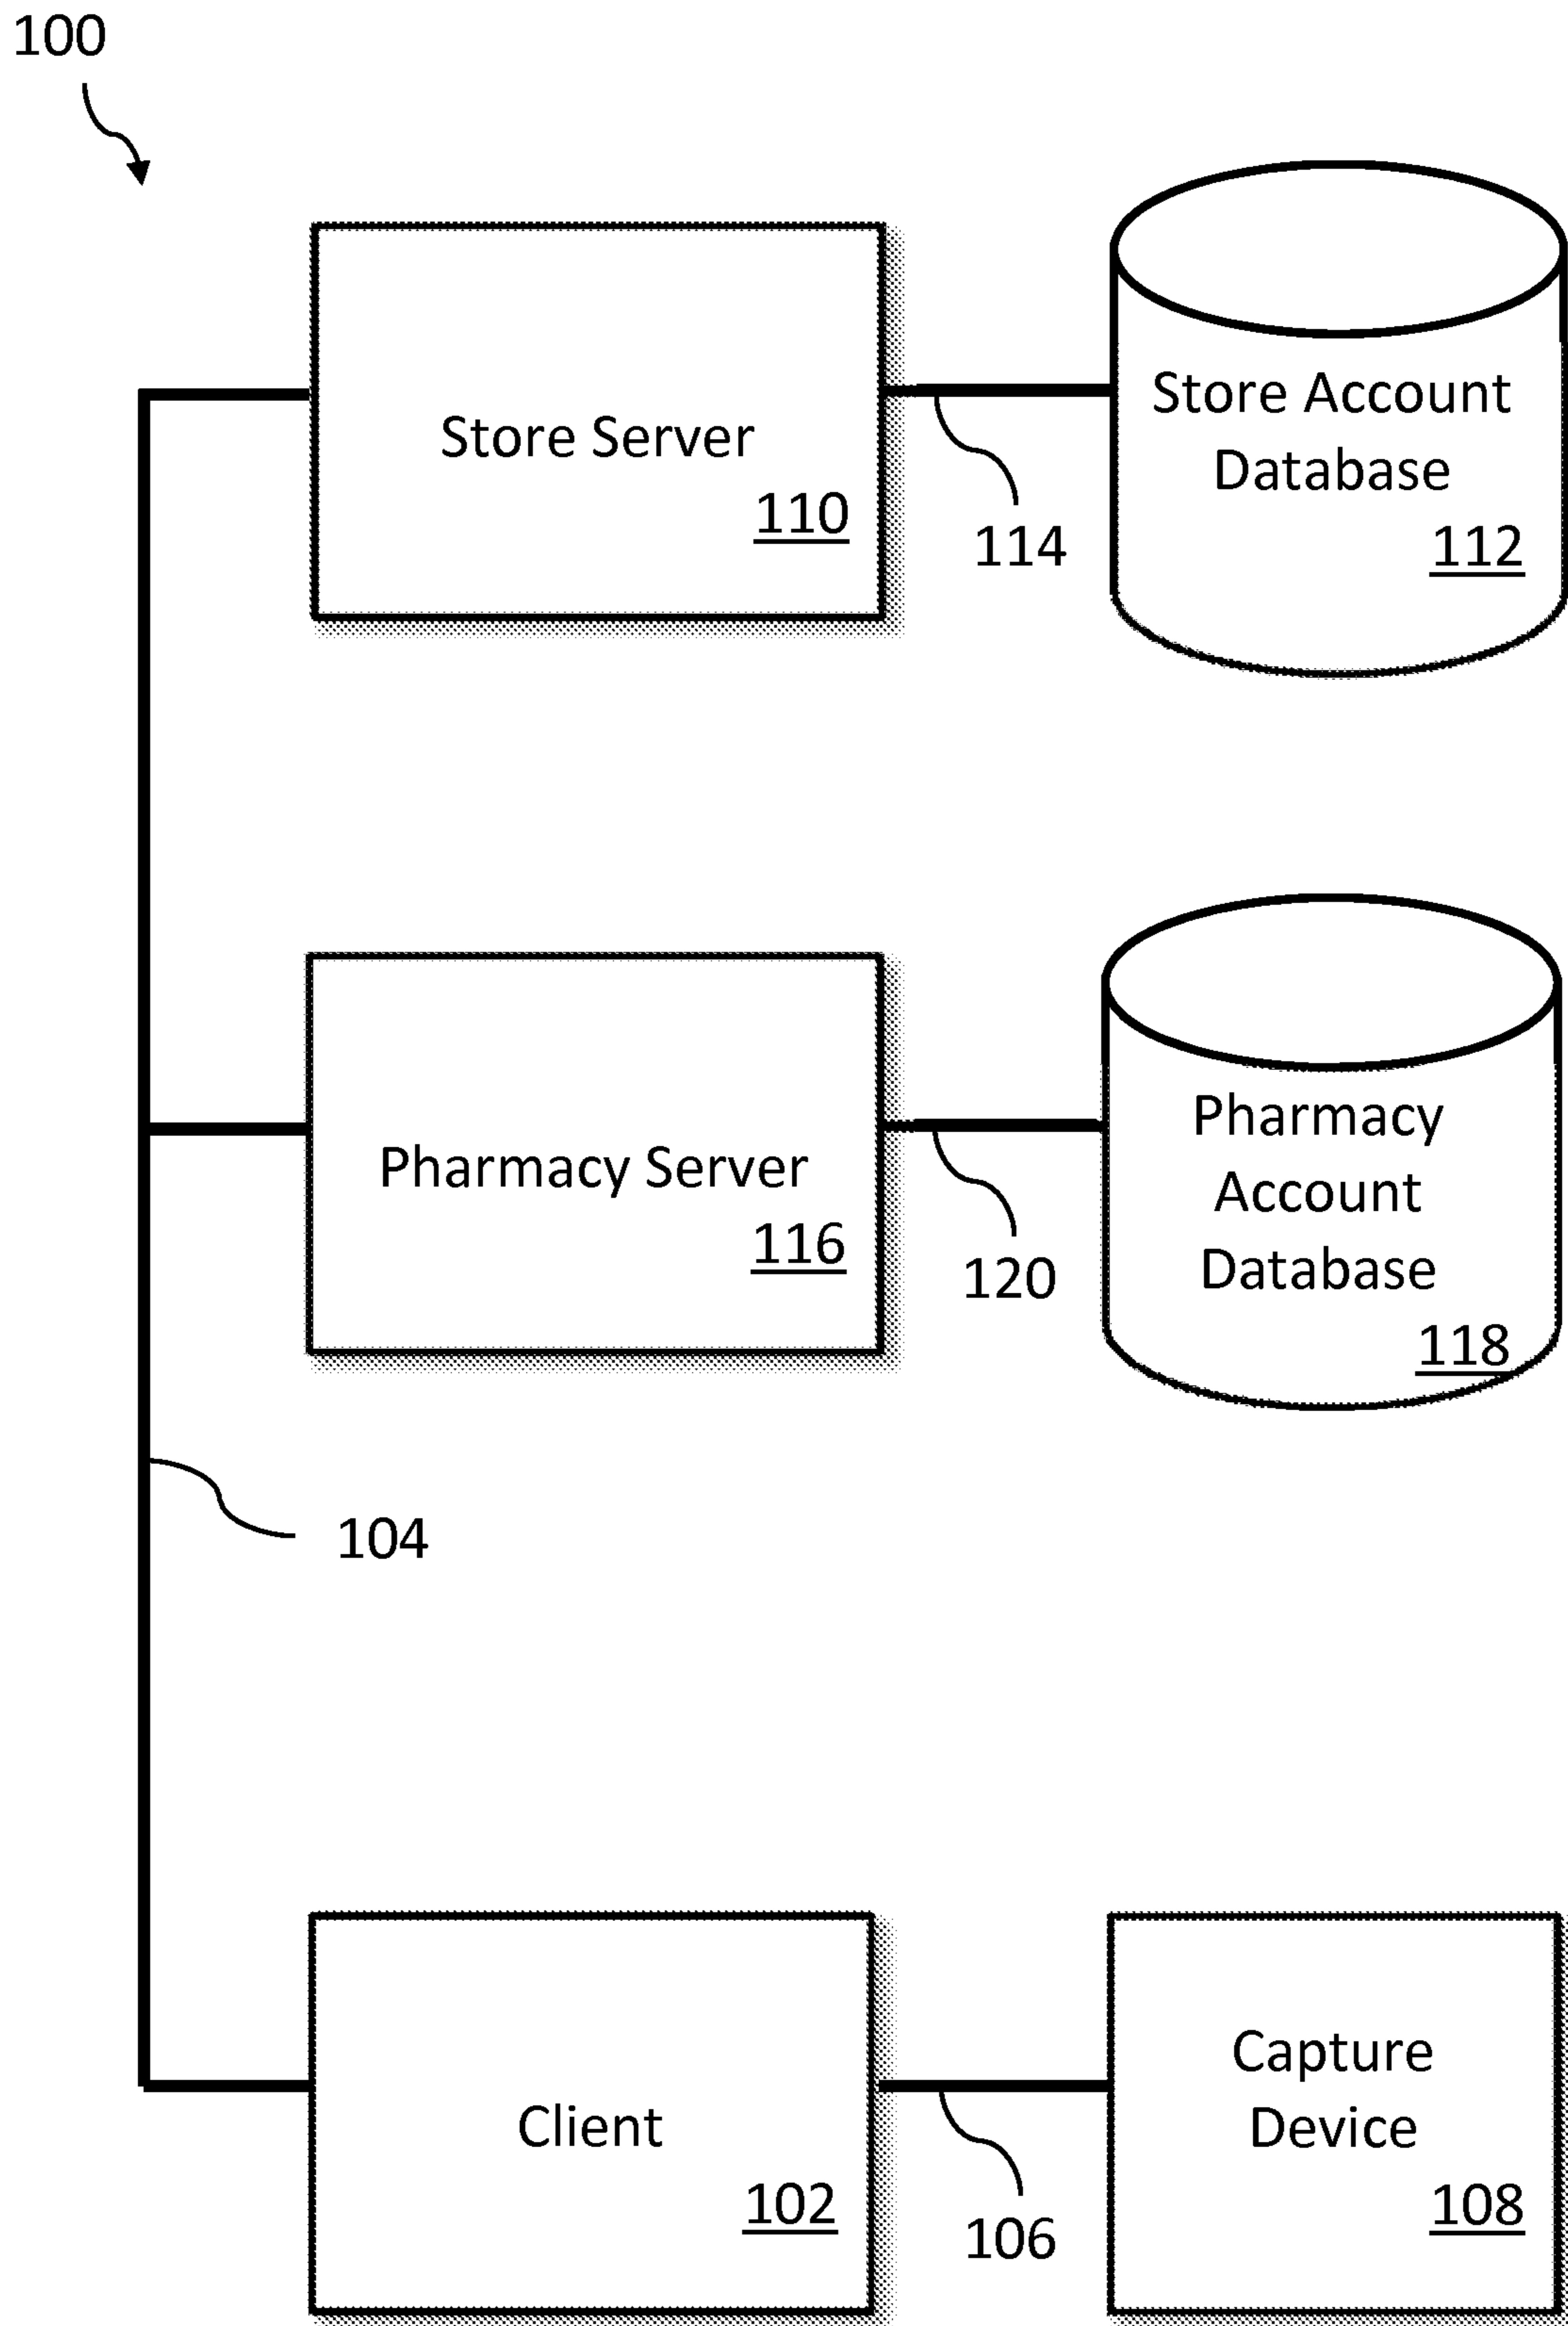 100
Store Server
110
114
Store Account
Database
112
Pharmacy Server
116
120
Pharmacy
Account
Database
118
104
Client
102
106
Capture
Device
108